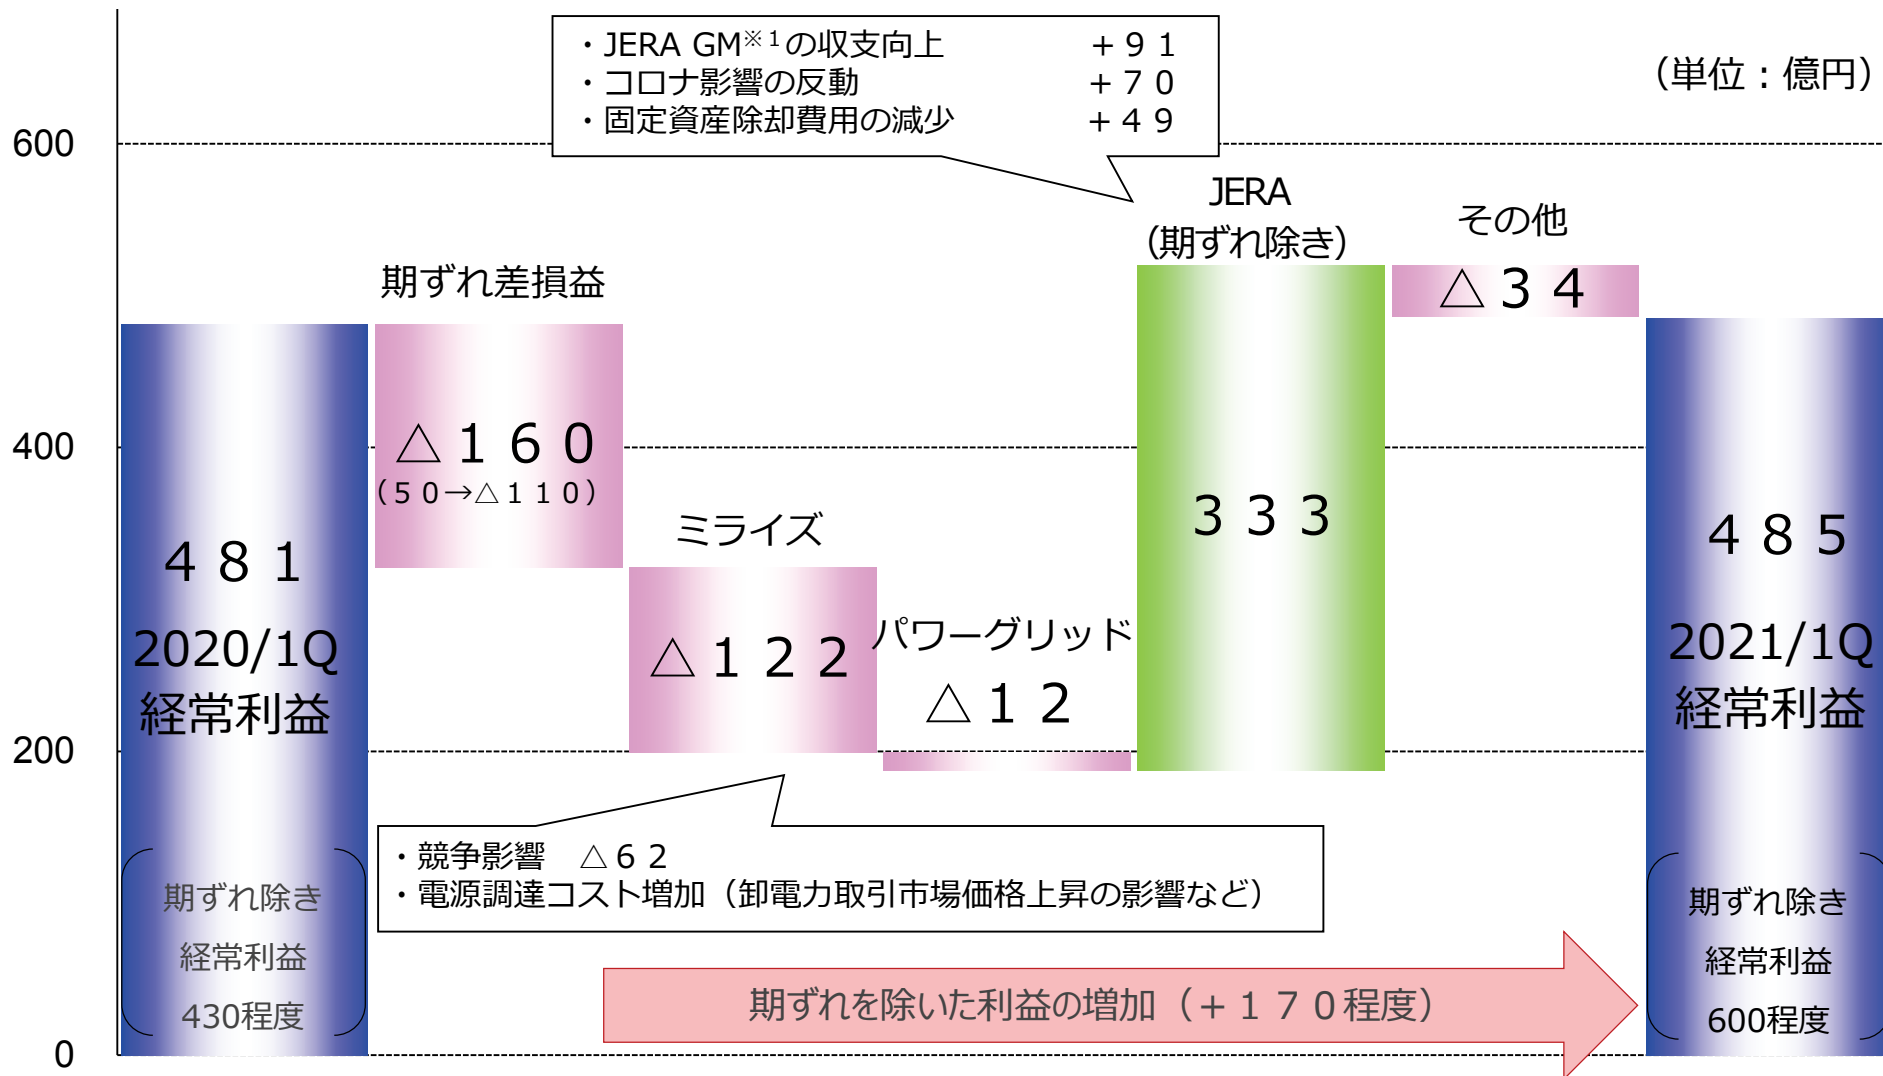 ・JERA GM※1の収支向上 +91
・コロナ影響の反動 +70
・固定資産除却費用の減少 +49
(単位：億円)
600
400
200
0
JERA
(期ずれ除き)
その他
期ずれ差損益
ミライズ
パワーグリッド
481
2020/1Q
経常利益
期ずれ除き
経常利益
430程度
△160
(50→△110)
△122
△12
333
△34
485
2021/1Q
経常利益
期ずれ除き
経常利益
600程度
・競争影響 △62
・電源調達コスト増加（卸電力取引市場価格上昇の影響など）
期ずれを除いた利益の増加（+170程度）